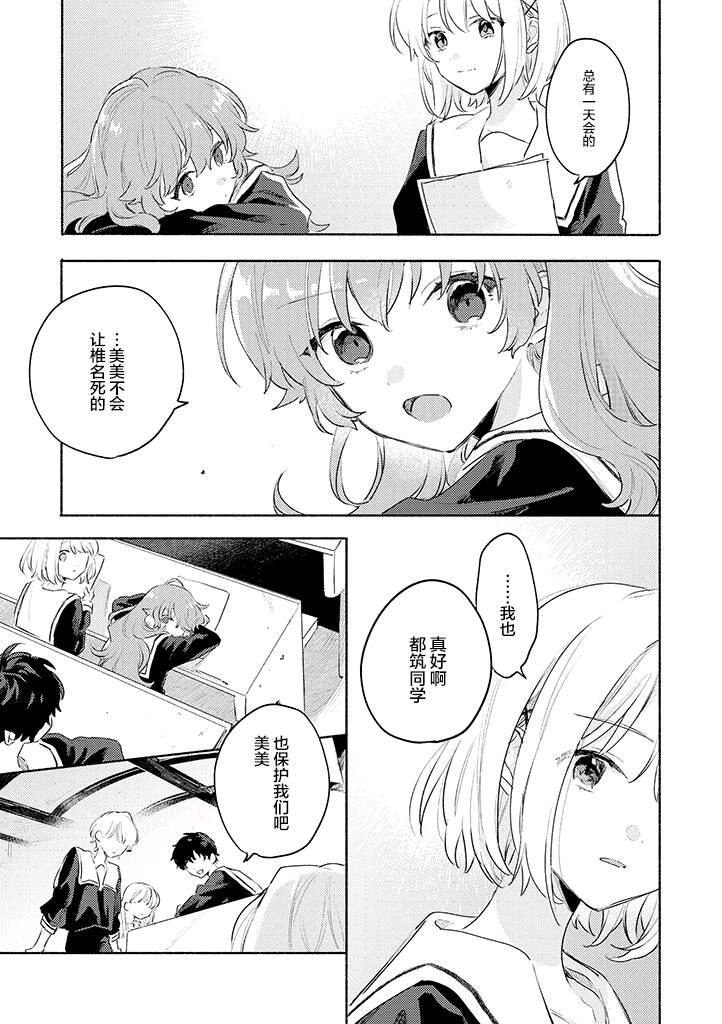 总有一天会的
…美美不会
让椎名死的
……我也
真好啊
都筑同学
也保护我们吧
美美